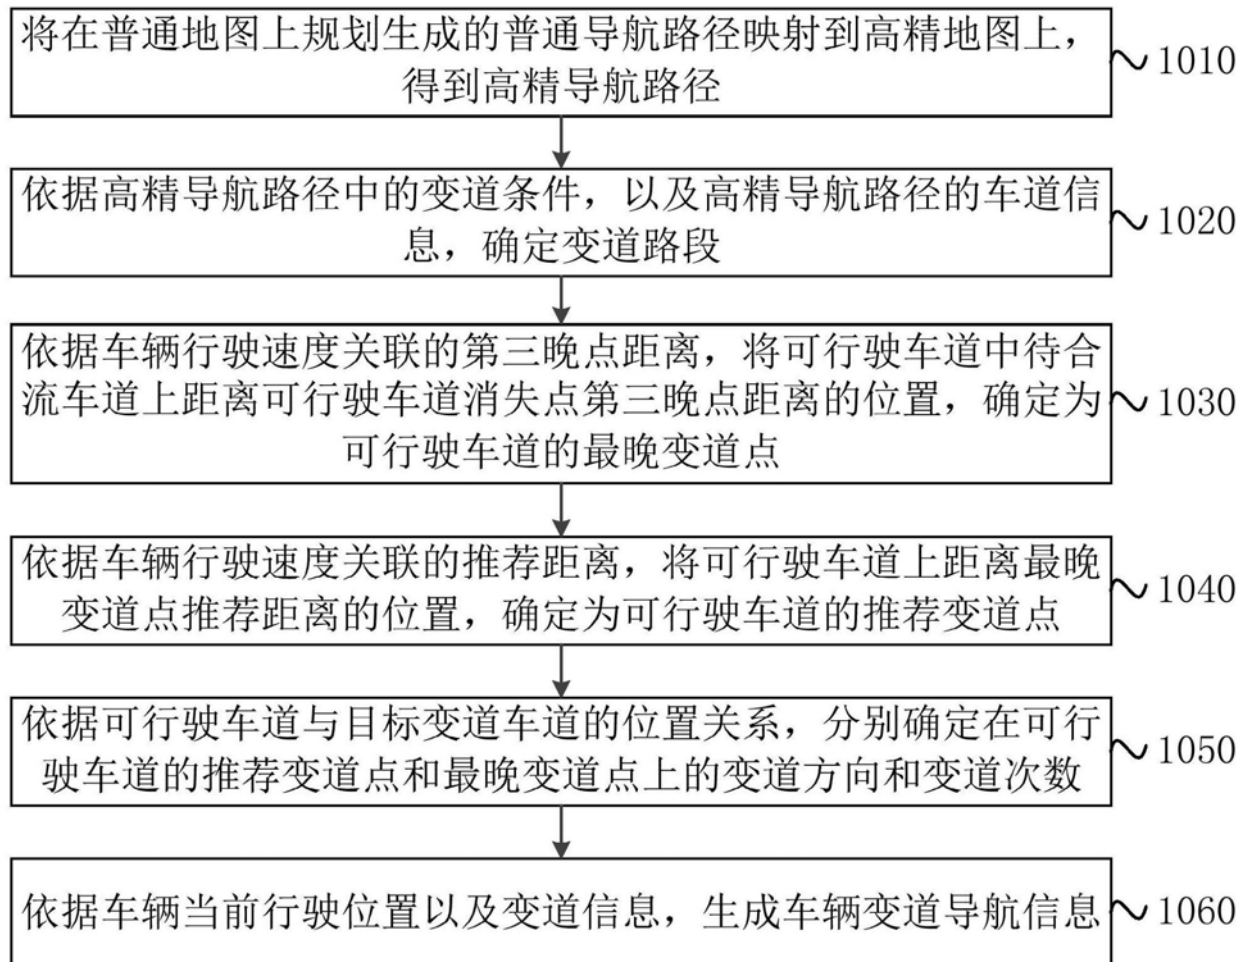 将在普通地图上规划生成的普通导航路径映射到高精地图上，
得到高精导航路径
1010
依据高精导航路径中的变道条件，以及高精导航路径的车道信
息，确定变道路段
1020
依据车辆行驶速度关联的第三晚点距离，将可行驶车道中待合
流车道上距离可行驶车道消失点第三晚点距离的位置，确定为
可行驶车道的最晚变道点
1030
依据车辆行驶速度关联的推荐距离，将可行驶车道上距离最晚
变道点推荐距离的位置，确定为可行驶车道的推荐变道点
1040
依据可行驶车道与目标变道车道的位置关系，分别确定在可行
驶车道的推荐变道点和最晚变道点上的变道方向和变道次数
1050
依据车辆当前行驶位置以及变道信息，生成车辆变道导航信息
1060